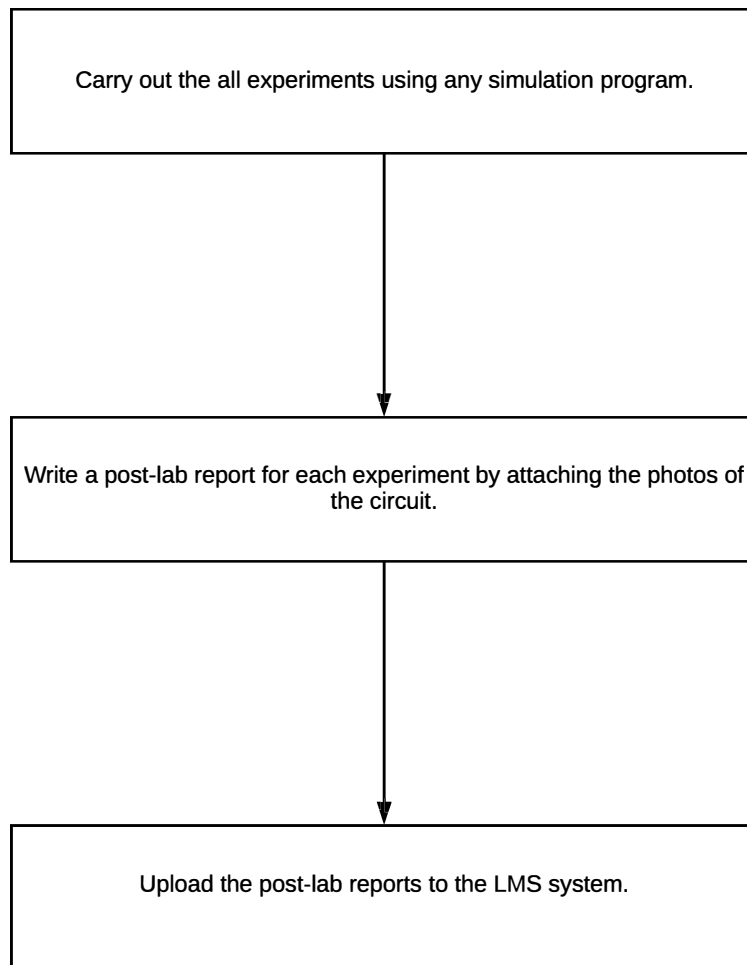 Carry out the all experiments using any simulation program.
Write a post-lab report for each experiment by attaching the photos of
the circuit.
Upload the post-lab reports to the LMS system.